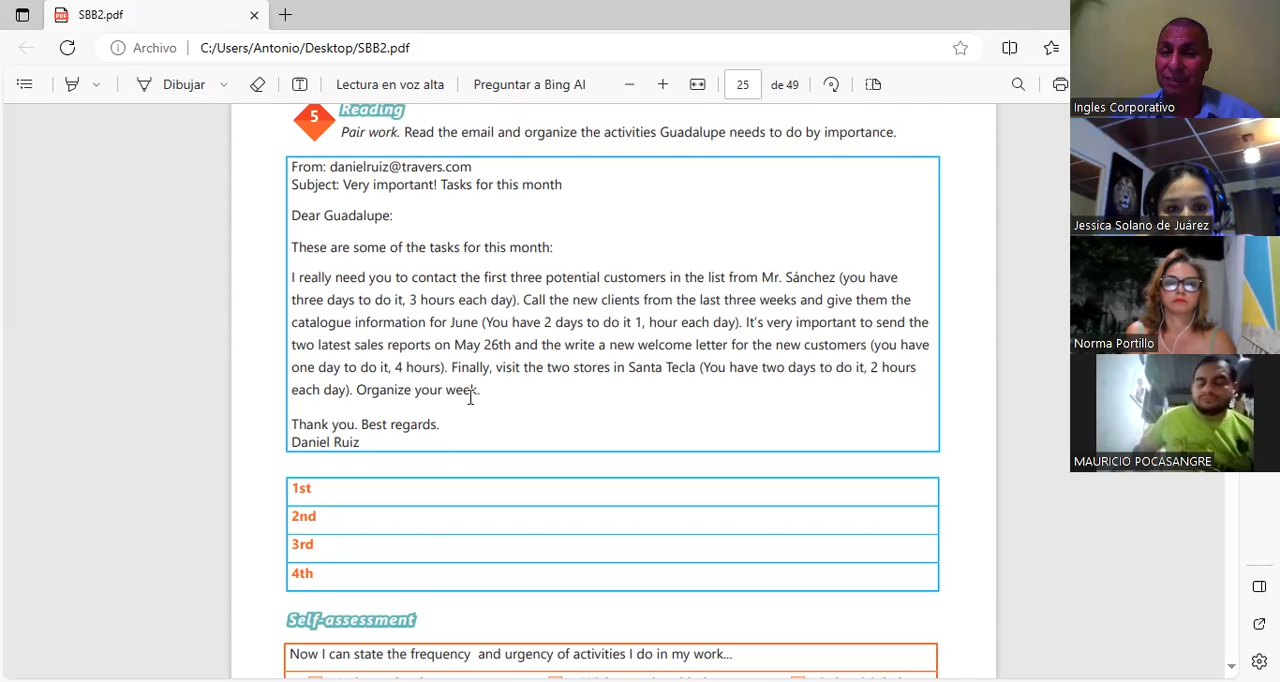 SBB2.pdf
Archivo
C:/Users/Antonio/Desktop/SBB2.pdf
Dibujar
Lectura en voz alta
Preguntar a Bing AI
25
de 49
5
Reading
Pair work. Read the email and organize the activities Guadalupe needs to do by importance.
From: danielruiz@travers.com
Subject: Very important! Tasks for this month
Dear Guadalupe:
These are some of the tasks for this month:
I really need you to contact the first three potential customers in the list from Mr. Sánchez (you have
three days to do it, 3 hours each day). Call the new clients from the last three weeks and give them the
catalogue information for June (You have 2 days to do it 1, hour each day). It's very important to send the
two latest sales reports on May 26th and the write a new welcome letter for the new customers (you have
one day to do it, 4 hours). Finally, visit the two stores in Santa Tecla (You have two days to do it, 2 hours
each day). Organize your week.
Thank you. Best regards.
Daniel Ruiz
1st
2nd
3rd
4th
Self-assessment
Now I can state the frequency and urgency of activities I do in my work...
Ingles Corporativo
Jessica Solano de Juárez
Norma Portillo
MAURICIO POCASANGRE